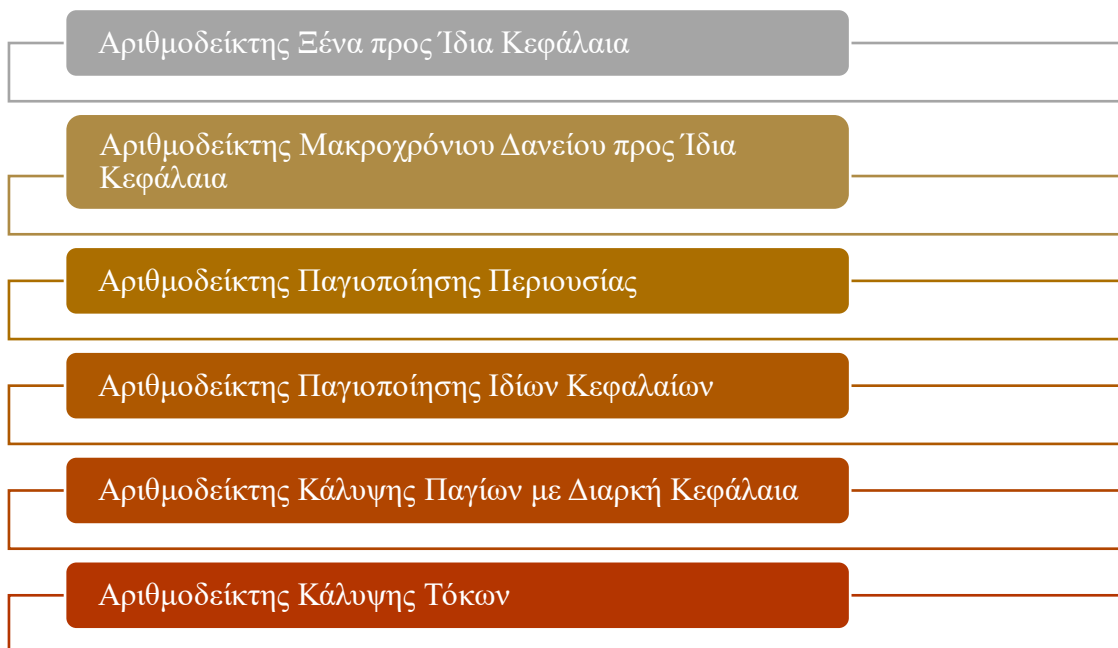 Αριθμοδείκτης Ξένα προς Ίδια Κεφάλαια
Αριθμοδείκτης Μακροχρόνιου Δανείου προς Ίδια
Κεφάλαια
Αριθμοδείκτης Παγιοποίησης Περιουσίας
Αριθμοδείκτης Παγιοποίησης Ιδίων Κεφαλαίων
Αριθμοδείκτης Κάλυψης Παγίων με Διαρκή Κεφάλαια
Αριθμοδείκτης Κάλυψης Τόκων